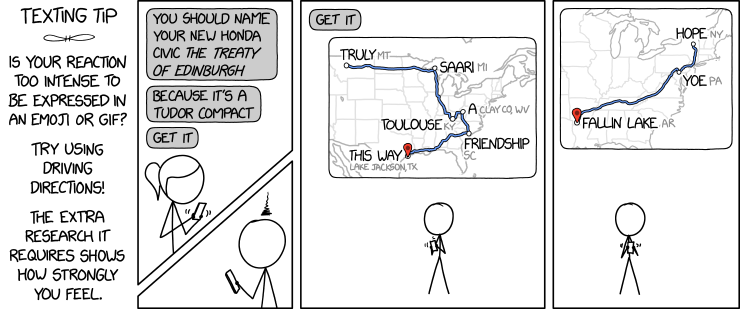 TEXTING TIP
IS YOUR REACTION
TOO INTENSE TO
BE EXPRESSED IN
AN EMOJI OR GIF?
TRY USING
DRIVING
DIRECTIONS!
THE EXTRA
RESEARCH IT
REQUIRES SHOWS
HOW STRONGLY
YOU FEEL.
YOU SHOULD NAME
YOUR NEW HONDA
CIVIC THE TREATY
OF EDINBURGH
BECAUSE IT'S A
TUDOR COMPACT
GET IT
GET IT
TRULY MT
SAARI MI
A CLAY CO, WV
TOULOUSE KY
FRIENDSHIP
SC
THIS WAY
LAKE JACKSON, TX
HOPE NY
YOE PA
FALLIN LAKE AR